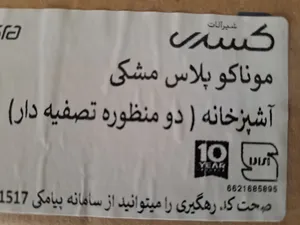 شیرآلات
کسری
موناکو پلاس مشکی
آشپزخانه ( دو منظوره تصفیه دار)
10
YEAR
6621685895
صحت کد رهگیری را میتوانید از سامانه پیامکی 1517